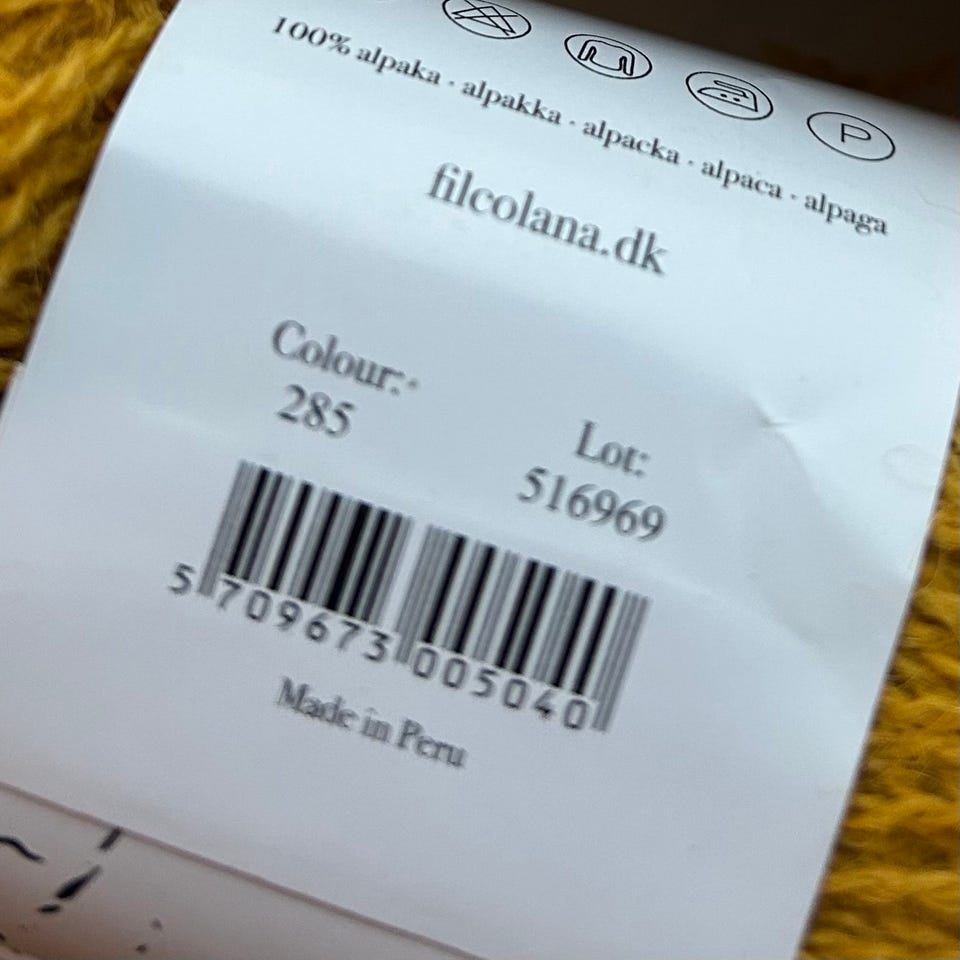 P
100% alpaka · alpakka · alpacka · alpaca · alpaga
filcolana.dk
Colour:·
285
Lot:
516969
5 709673 005040
Made in Peru